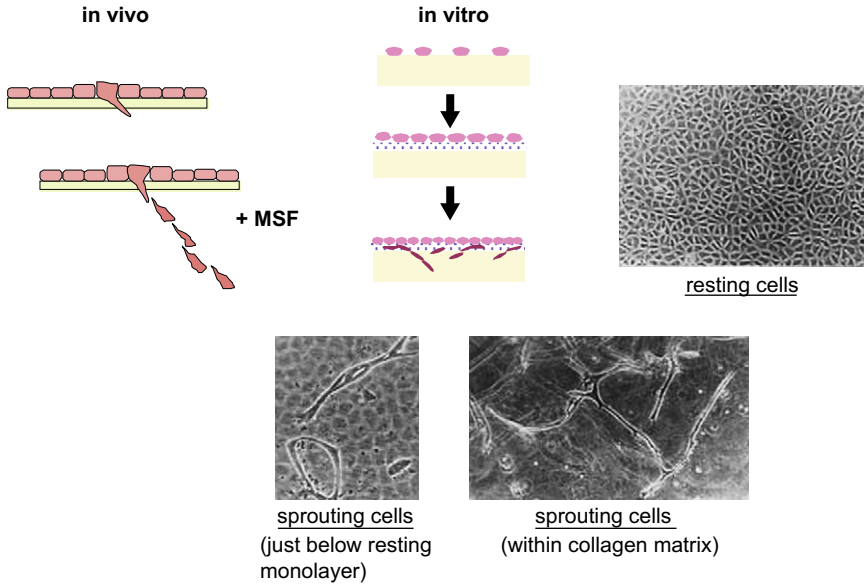 in vivo
in vitro
+ MSF
resting cells
sprouting cells
(just below resting
monolayer)
sprouting cells
(within collagen matrix)